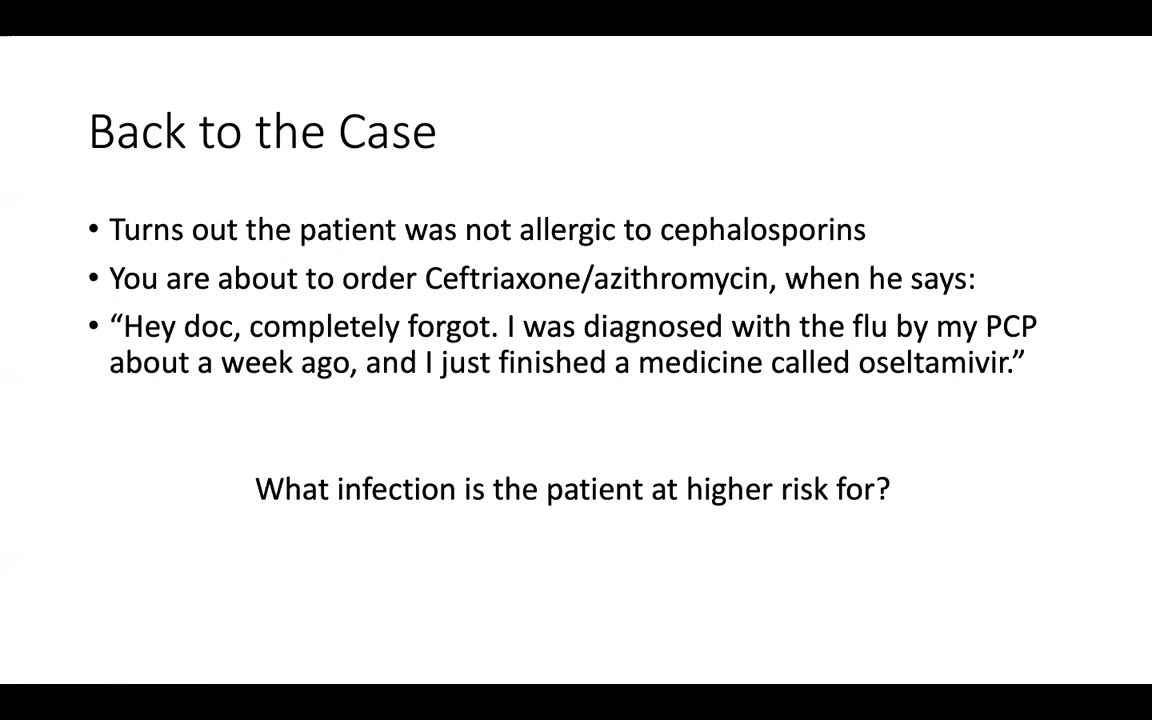 Back to the Case
• Turns out the patient was not allergic to cephalosporins
• You are about to order Ceftriaxone/azithromycin, when he says:
• “Hey doc, completely forgot. I was diagnosed with the flu by my PCP
about a week ago, and I just finished a medicine called oseltamivir.”
What infection is the patient at higher risk for?